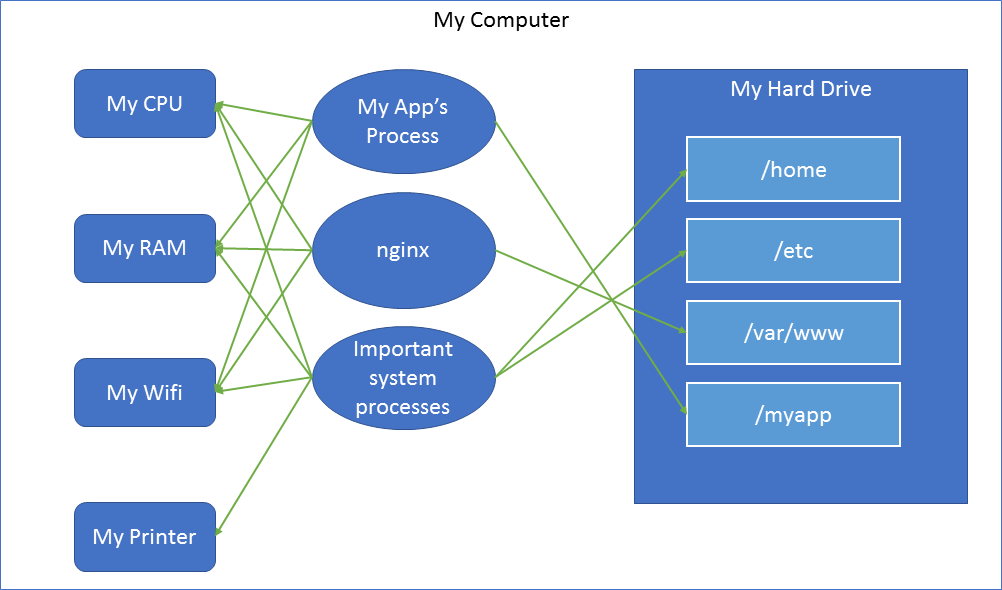 My Computer
My CPU
My RAM
My Wifi
My Printer
My App’s
Process
nginx
Important
system
processes
My Hard Drive
/home
/etc
/var/www
/myapp